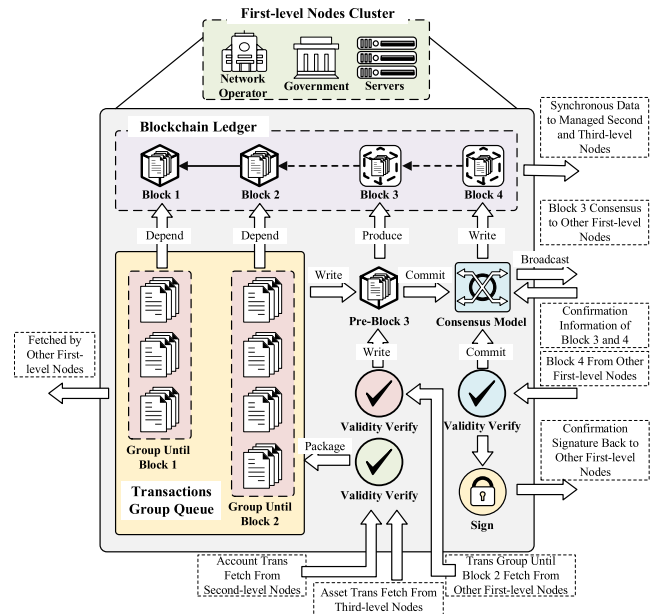 First-level Nodes Cluster
Network
Operator
Government
Servers
Synchronous Data
to Managed Second
and Third-level
Nodes
Blockchain Ledger
Block 1
Block 2
Block 3
Block 4
Block 3 Consensus
to Other First-level
Nodes
Depend
Depend
Produce
Write
Broadcast
Write
Commit
Pre-Block 3
Consensus Model
Confirmation
Information of
Block 3 and 4
Fetched by
Other First-
level Nodes
Write
Commit
Block 4 From Other
First-level Nodes
Validity Verify
Validity Verify
Group Until
Block 1
Package
Confirmation
Signature Back to
Other First-level
Nodes
Transactions
Group Queue
Group Until
Block 2
Validity Verify
Sign
Account Trans
Fetch From
Second-level Nodes
Asset Trans Fetch From
Third-level Nodes
Trans Group Until
Block 2 Fetch From
Other First-level Nodes